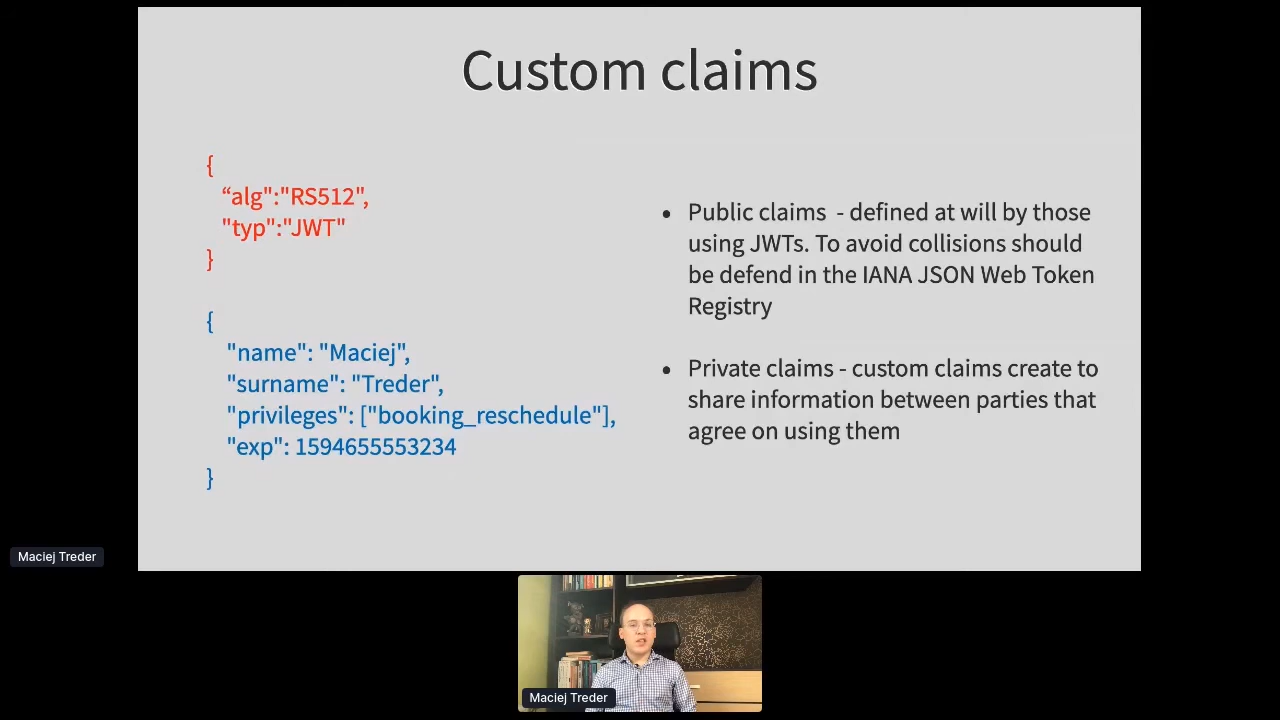 Custom claims
{
“alg":"RS512",
"typ":"JWT"
}
{
"name": "Maciej",
"surname": "Treder",
"privileges": ["booking_reschedule"],
"exp": 1594655553234
}
• Public claims - defined at will by those
using JWTs. To avoid collisions should
be defend in the IANA JSON Web Token
Registry
• Private claims - custom claims create to
share information between parties that
agree on using them
Maciej Treder
Maciej Treder